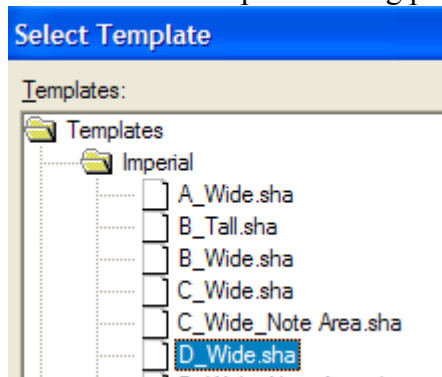 Select Template
Templates:
Templates
Imperial
A_Wide.sha
B_Tall.sha
B_Wide.sha
C_Wide.sha
C_Wide_Note Area.sha
D_Wide.sha